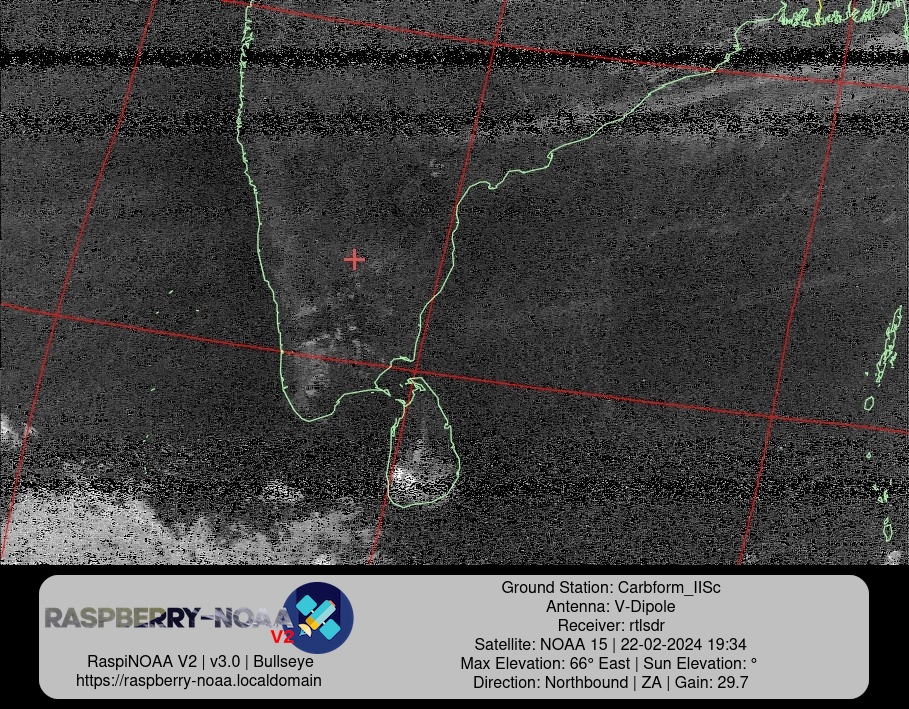 RASPBERRY-NOAA
V2
RaspiNOAA V2 | v3.0 | Bullseye
https://raspberry-noaa.localdomain
Ground Station: Carbform_IISc
Antenna: V-Dipole
Receiver: rtlsdr
Satellite: NOAA 15 | 22-02-2024 19:34
Max Elevation: 66° East | Sun Elevation: °
Direction: Northbound | ZA | Gain: 29.7